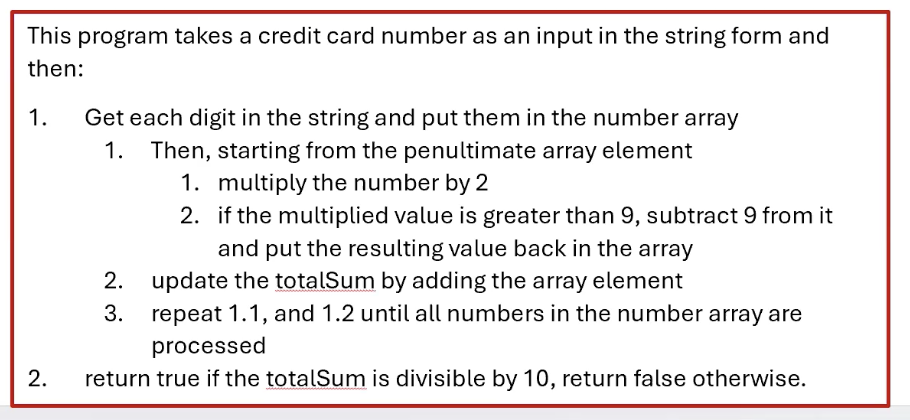 This program takes a credit card number as an input in the string form and
then:
1. Get each digit in the string and put them in the number array
1. Then, starting from the penultimate array element
1. multiply the number by 2
2. if the multiplied value is greater than 9, subtract 9 from it
and put the resulting value back in the array
2. update the totalSum by adding the array element
3. repeat 1.1, and 1.2 until all numbers in the number array are
processed
2. return true if the totalSum is divisible by 10, return false otherwise.